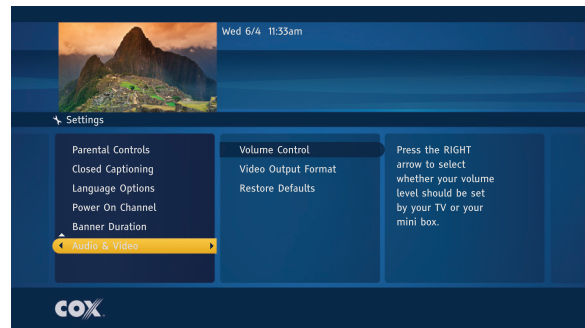 Wed 6/4 11:33am
Settings
Parental Controls
Closed Captioning
Language Options
Power On Channel
Banner Duration
Audio & Video
Volume Control
Video Output Format
Restore Defaults
Press the RIGHT
arrow to select
whether your volume
level should be set
by your TV or your
mini box.
COX